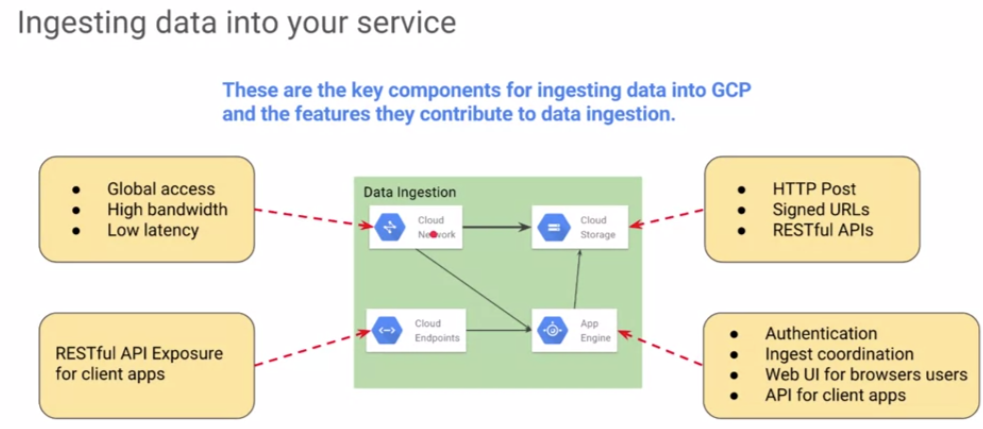 Ingesting data into your service
These are the key components for ingesting data into GCP
and the features they contribute to data ingestion.
Global access
High bandwidth
Low latency
RESTful API Exposure
for client apps
Data Ingestion
Cloud
Network
Cloud
Storage
Cloud
Endpoints
App
Engine
HTTP Post
Signed URLs
RESTful APIs
Authentication
Ingest coordination
Web UI for browsers users
API for client apps